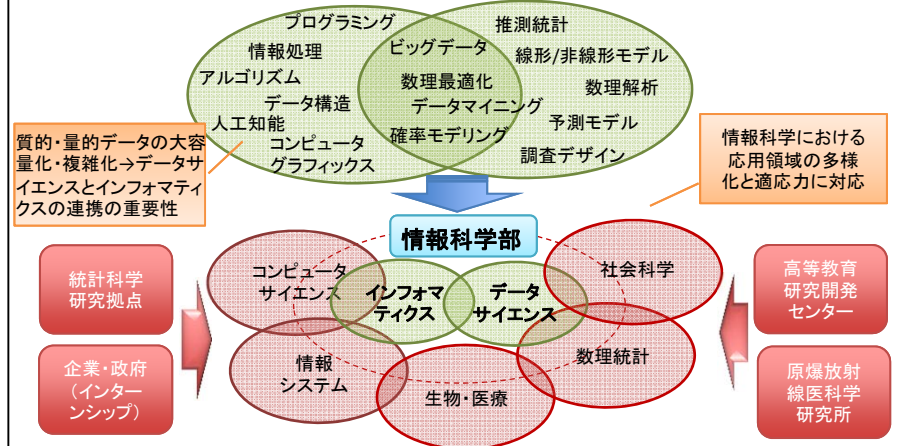 プログラミング
情報処理
アルゴリズム
データ構造
人工知能
コンピュータ
グラフィックス
ビッグデータ
数理最適化
データマイニング
確率モデリング
推測統計
線形/非線形モデル
数理解析
予測モデル
調査デザイン
質的・量的データの大容
量化・複雑化→データサ
イエンスとインフォマティ
クスの連携の重要性
情報科学における
応用領域の多様
化と適応力に対応
情報科学部
コンピュータ
サイエンス
インフォマ
ティクス
データ
サイエンス
社会科学
情報
システム
生物・医療
数理統計
統計科学
研究拠点
企業・政府
(インター
ンシップ)
高等教育
研究開発
センター
原爆放射
線医科学
研究所